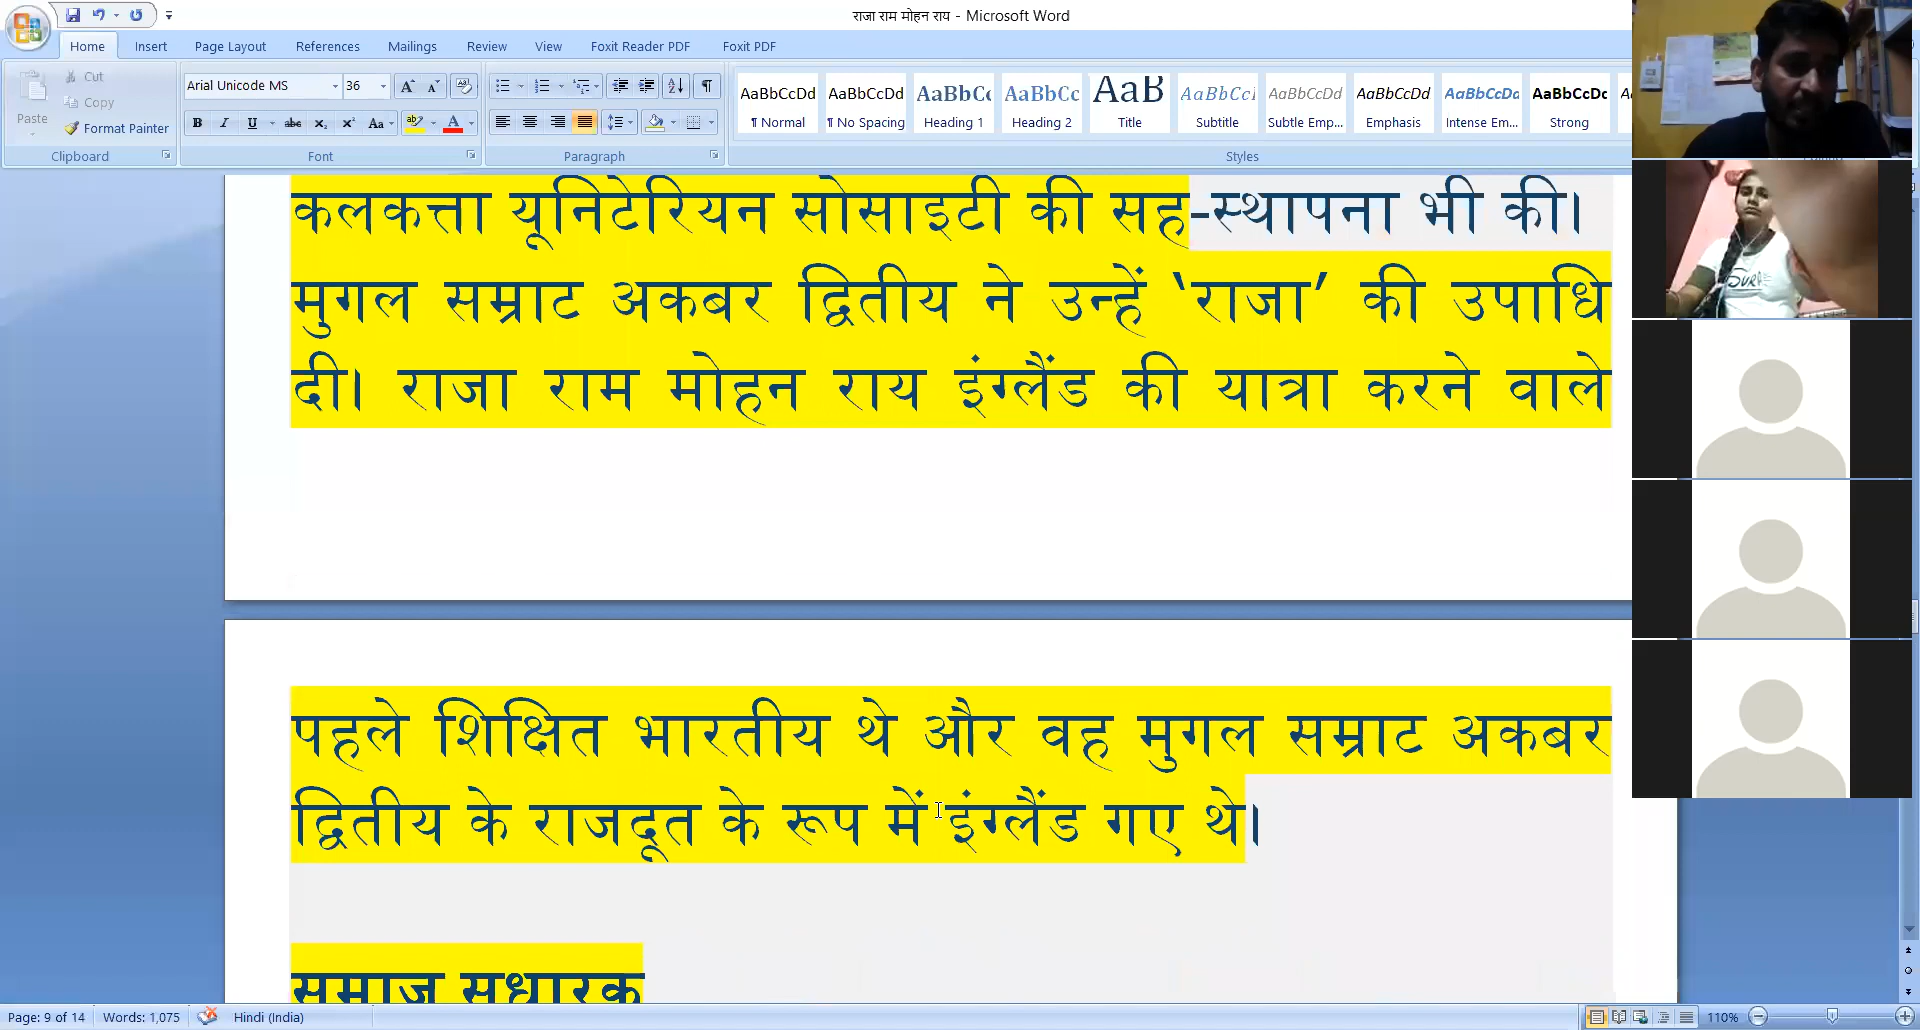 राजा राम मोहन राय - Microsoft Word
Home Insert Page Layout References Mailings Review View Foxit Reader PDF Foxit PDF
Cut
Copy
Paste
Format Painter
Clipboard
Arial Unicode MS 36
Font
Paragraph
AaBbCcDd AaBbCcDd AaBbCc AaBbCc AaB AaBbCcI AaBbCcDd AaBbCcDd AaBbCcDd AaBbCcDc
¶ Normal ¶ No Spacing Heading 1 Heading 2 Title Subtitle Subtle Emp... Emphasis Intense Em... Strong
Styles
कलकत्ता यूनिटेरियन सोसाइटी की सह-स्थापना भी की।
मुगल सम्राट अकबर द्वितीय ने उन्हें ‘राजा’ की उपाधि
दी। राजा राम मोहन राय इंग्लैंड की यात्रा करने वाले
पहले शिक्षित भारतीय थे और वह मुगल सम्राट अकबर
द्वितीय के राजदूत के रूप में इंग्लैंड गए थे।
समाज सुधारक
Page: 9 of 14 Words: 1,075 Hindi (India) 110%